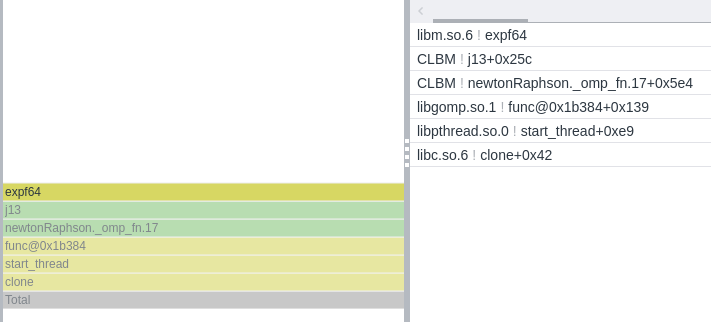 expf64
j13
newtonRaphson._omp_fn.17
func@0x1b384
start_thread
clone
Total
libm.so.6 ! expf64
CLBM ! j13+0x25c
CLBM ! newtonRaphson._omp_fn.17+0x5e4
libgomp.so.1 ! func@0x1b384+0x139
libpthread.so.0 ! start_thread+0xe9
libc.so.6 ! clone+0x42